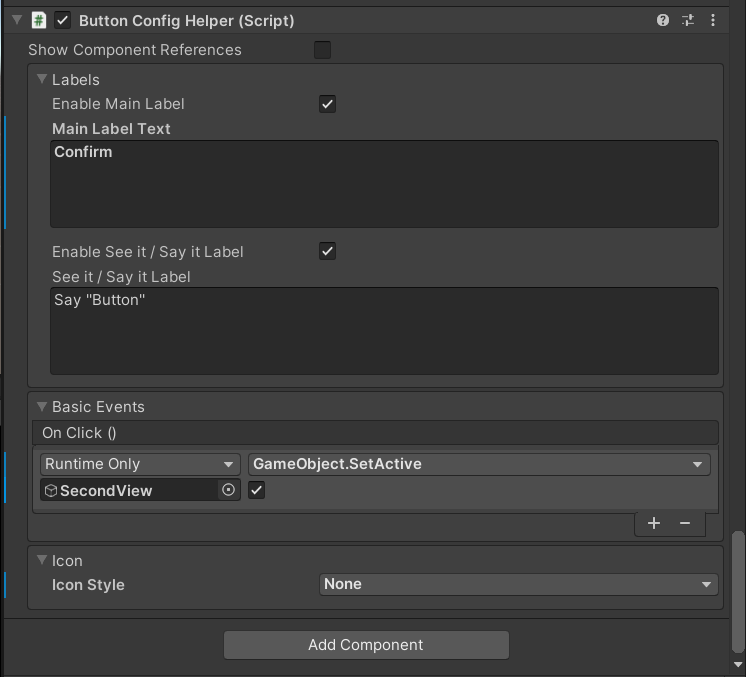 Button Config Helper (Script)
Show Component References
Labels
Enable Main Label
Main Label Text
Confirm
Enable See it / Say it Label
See it / Say it Label
Say "Button"
Basic Events
On Click ()
Runtime Only
GameObject.SetActive
SecondView
Icon
Icon Style
None
Add Component